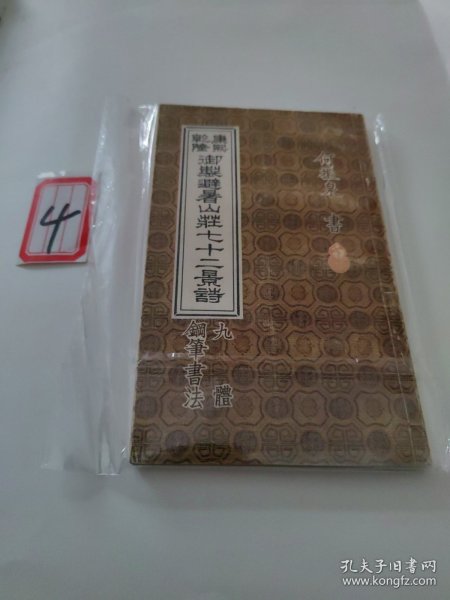 康熙
乾隆
御製避暑山莊七十二景詩
九體
鋼筆書法
書
4
孔夫子旧书网
www.kongfz.com